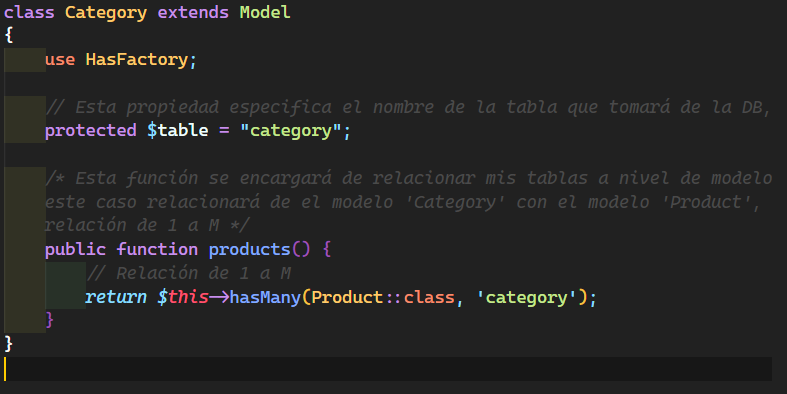 class Category extends Model
{
use HasFactory;
// Esta propiedad especifica el nombre de la tabla que tomará de la DB,
protected $table = "category";
/* Esta función se encargará de relacionar mis tablas a nivel de modelo
este caso relacionará de el modelo 'Category' con el modelo 'Product',
relación de 1 a M */
public function products() {
// Relación de 1 a M
return $this->hasMany(Product::class, 'category');
}
}